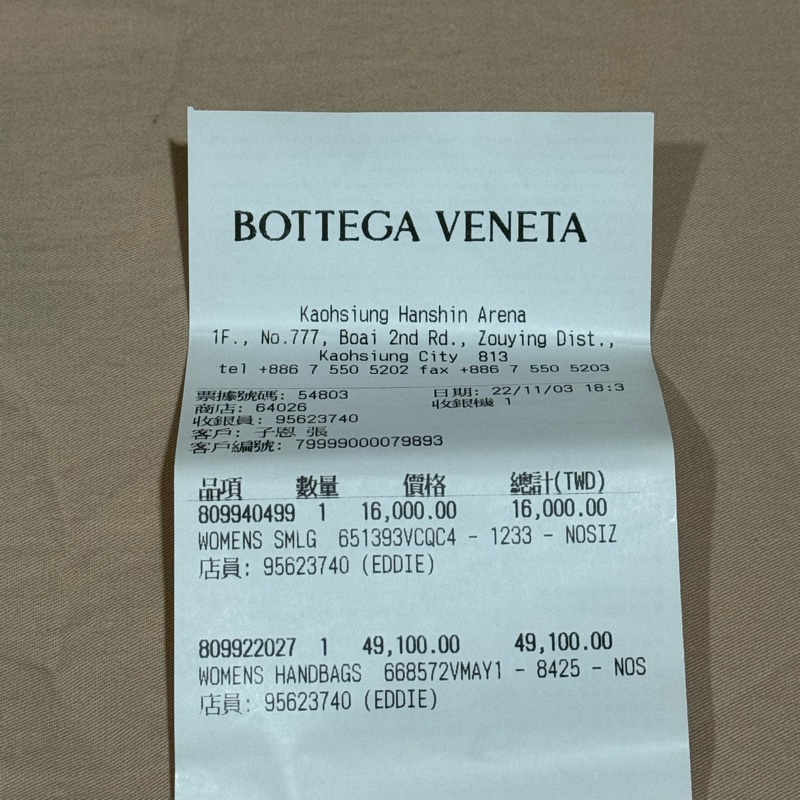 BOTTEGA VENETA
Kaohsiung Hanshin Arena
1F., No.777, Boai 2nd Rd., Zouying Dist.,
Kaohsiung City 813
tel +886 7 550 5202 fax +886 7 550 5203
票據號碼: 54803 日期: 22/11/03 18:3
商店: 64026 收銀機 1
收銀員: 95623740
客戶: 子恩 張
客戶編號: 79999000079893
品項 數量 價格 總計(TWD)
809940499 1 16,000.00 16,000.00
WOMENS SMLG 651393VCQC4 - 1233 - NOSIZ
店員: 95623740 (EDDIE)
809922027 1 49,100.00 49,100.00
WOMENS HANDBAGS 668572VMAY1 - 8425 - NOS
店員: 95623740 (EDDIE)